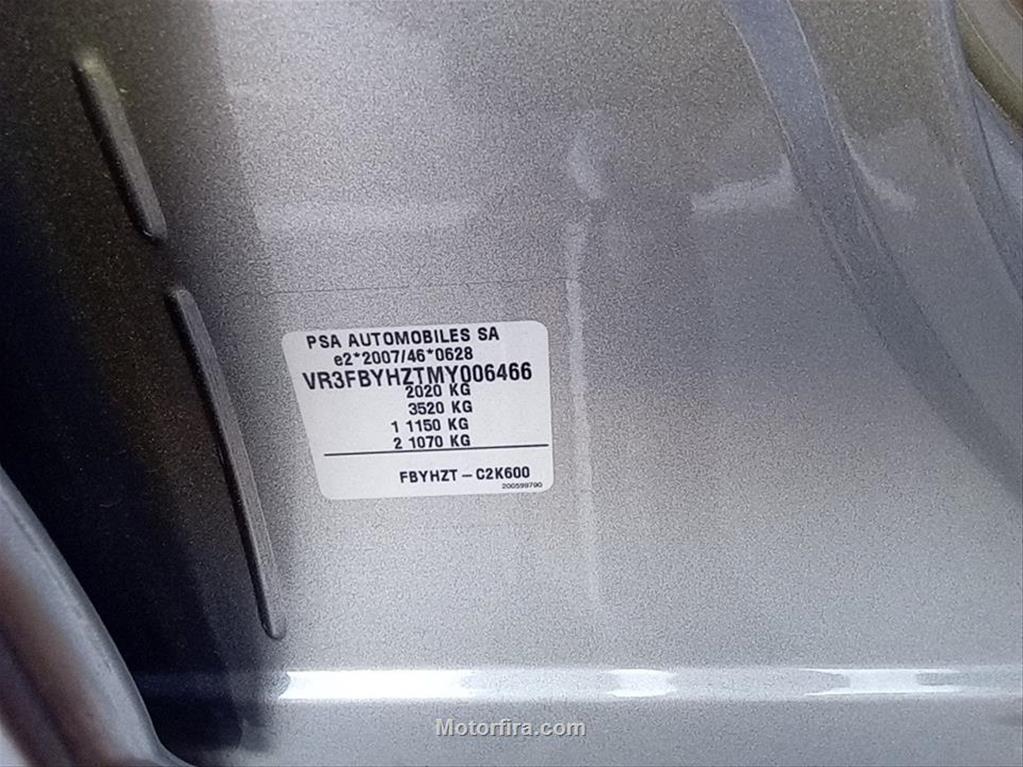 PSA AUTOMOBILES SA
e2*2007/46*0628
VR3FBYHZTMY006466
2020 KG
3520 KG
1 1150 KG
2 1070 KG
FBYHZT - C2K600
200599790
Motorfira.com